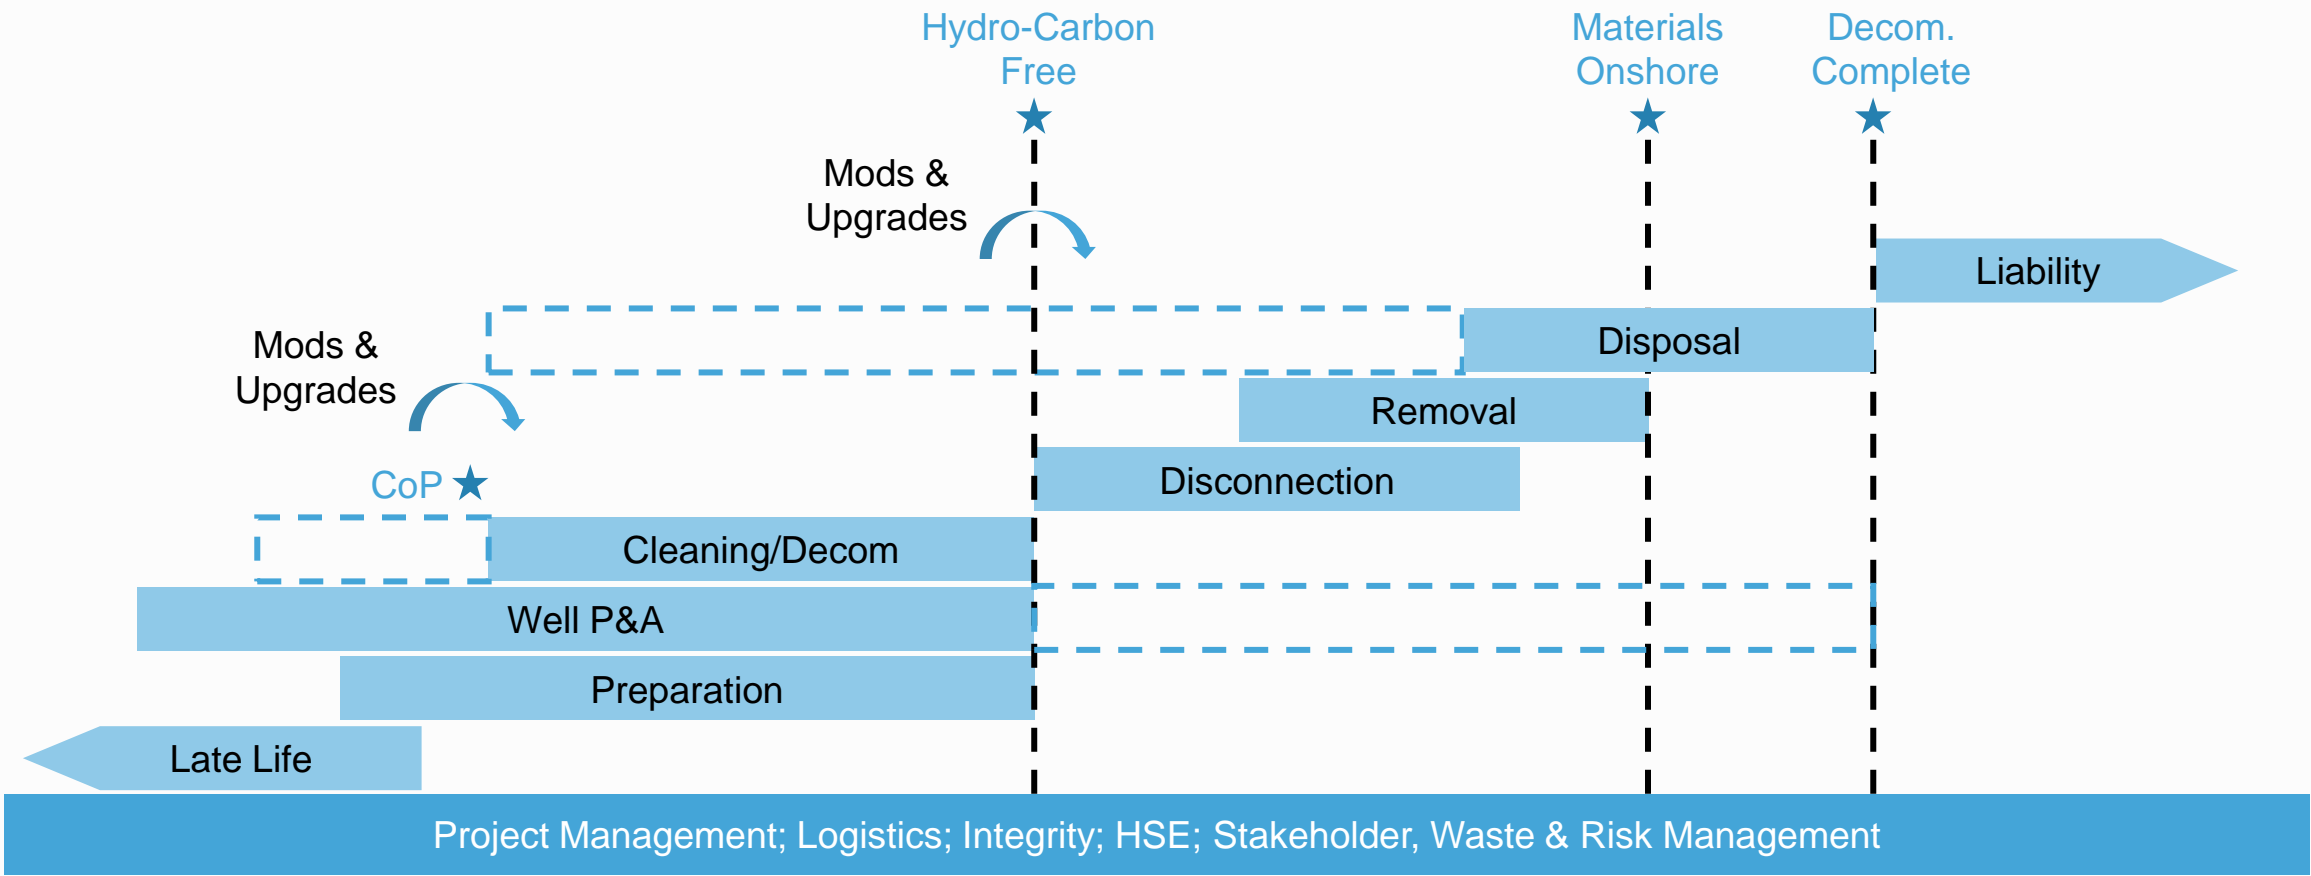 Hydro-Carbon
Free
Materials
Onshore
Decom.
Complete
Mods &
Upgrades
Liability
Mods &
Upgrades
Disposal
Removal
CoP
Disconnection
Cleaning/Decom
Well P&A
Preparation
Late Life
Project Management; Logistics; Integrity; HSE; Stakeholder, Waste & Risk Management